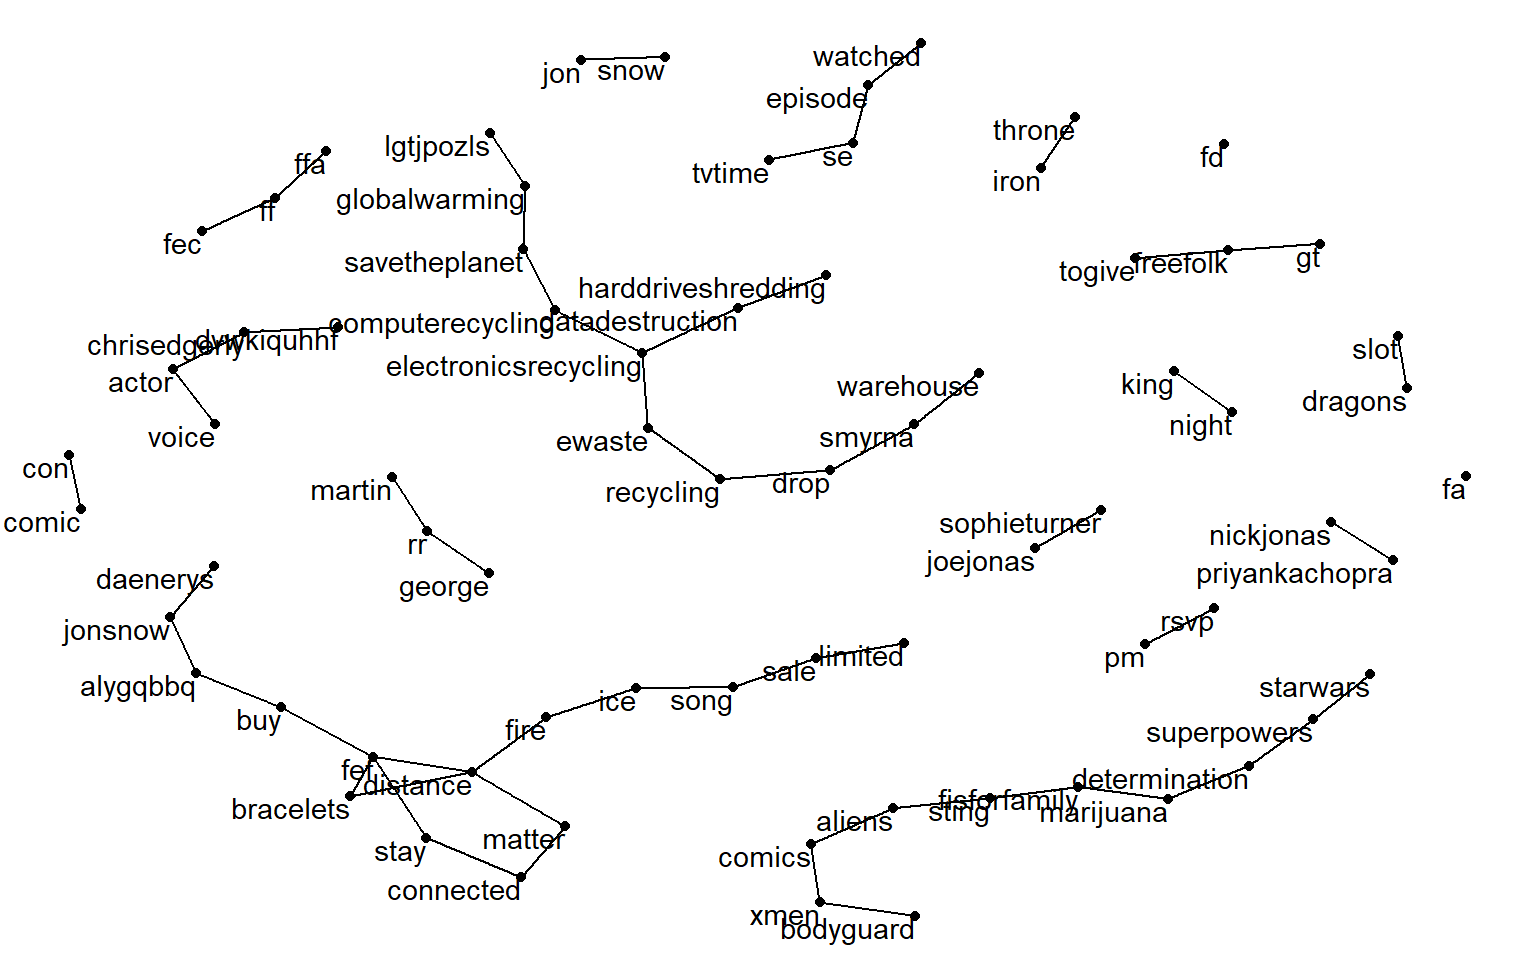 watched
jon
snow
episode
throne
lgtjpozls
se
fd
ffa
tvtime
iron
globalwarming
ff
fec
savetheplanet
togive
freefolk
gt
harddriveshredding
computerecycling
datadestruction
chrisedgerly
dvwkiquhhf
slot
electronicsrecycling
actor
warehouse
king
dragons
night
voice
ewaste
smyrna
con
martin
recycling
drop
fa
comic
sophieturner
nickjonas
rr
joejonas
priyankachopra
daenerys
george
jonsnow
rsvp
pm
limited
sale
alygqbbq
ice
song
starwars
buy
fire
superpowers
fef
distance
determination
bracelets
fisforfamily
sting
marijuana
aliens
matter
stay
comics
connected
xmen
bodyguard